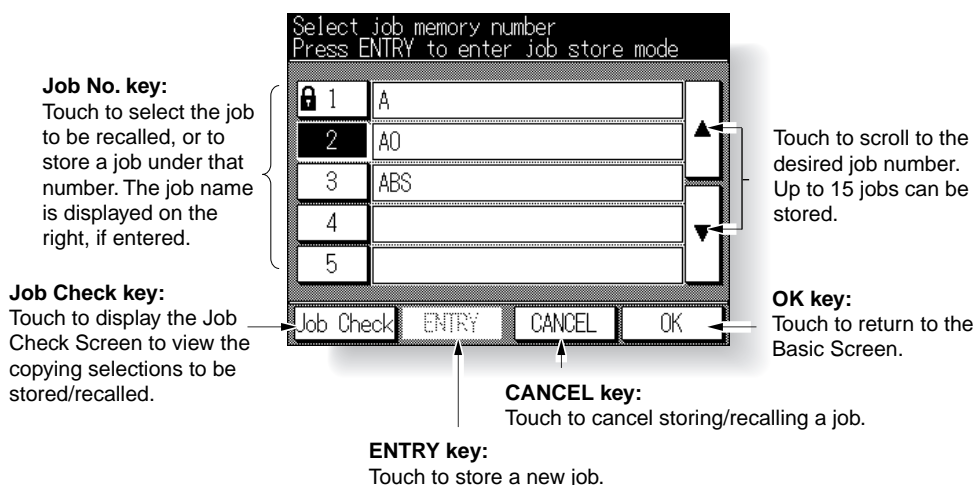 Select job memory number
Press ENTRY to enter job store mode
Job No. key:
Touch to select the job
to be recalled, or to
store a job under that
number. The job name
is displayed on the
right, if entered.
1 A
2 AO
3 ABS
4
5
Touch to scroll to the
desired job number.
Up to 15 jobs can be
stored.
Job Check key:
Touch to display the Job
Check Screen to view the
copying selections to be
stored/recalled.
Job Check ENTRY CANCEL OK
OK key:
Touch to return to the
Basic Screen.
CANCEL key:
Touch to cancel storing/recalling a job.
ENTRY key:
Touch to store a new job.